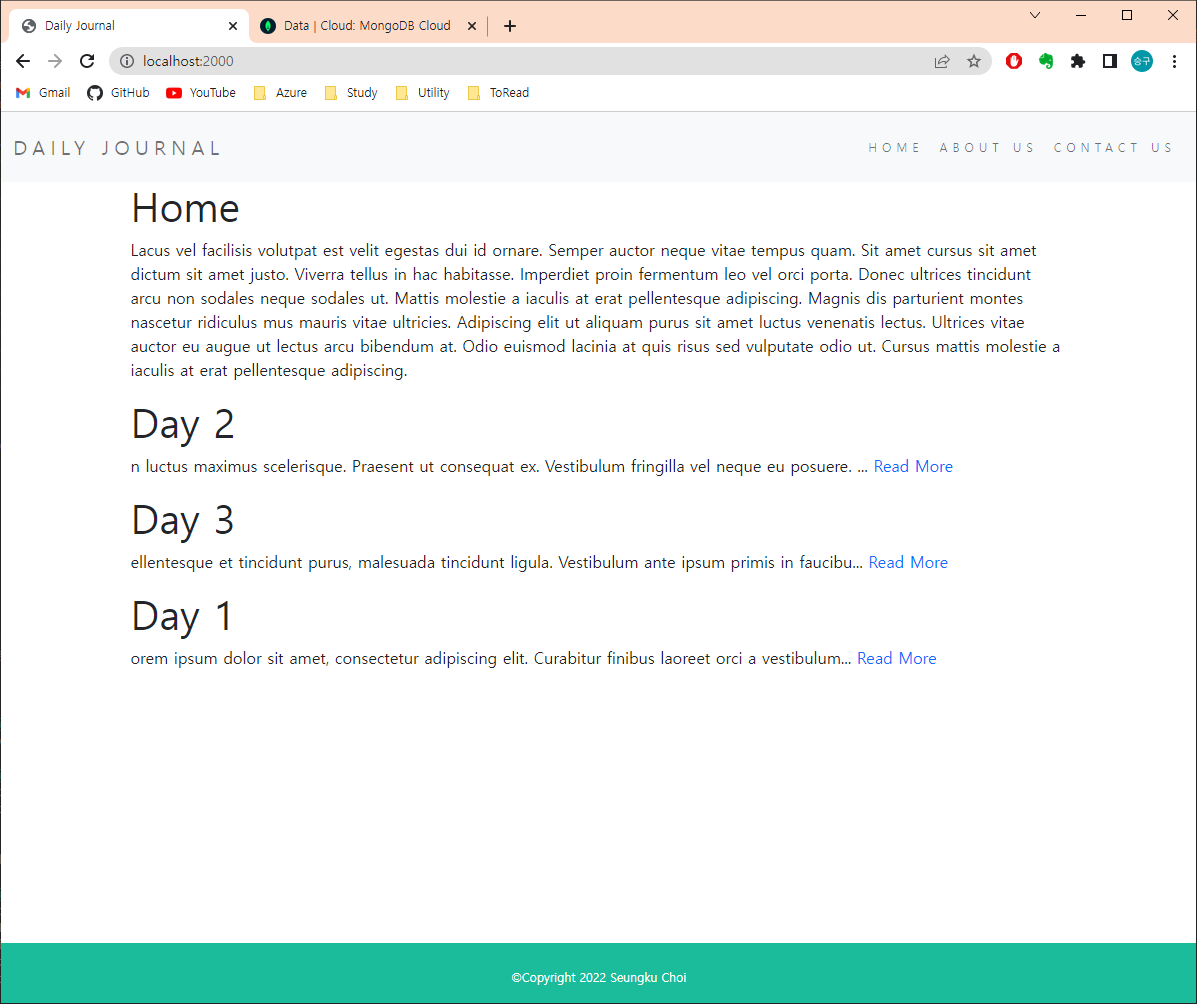 Daily Journal
Data | Cloud: MongoDB Cloud
localhost:2000
승구
Gmail
GitHub
YouTube
Azure
Study
Utility
ToRead
DAILY JOURNAL
HOME ABOUT US CONTACT US
Home
Lacus vel facilisis volutpat est velit egestas dui id ornare. Semper auctor neque vitae tempus quam. Sit amet cursus sit amet
dictum sit amet justo. Viverra tellus in hac habitasse. Imperdiet proin fermentum leo vel orci porta. Donec ultrices tincidunt
arcu non sodales neque sodales ut. Mattis molestie a iaculis at erat pellentesque adipiscing. Magnis dis parturient montes
nascetur ridiculus mus mauris vitae ultricies. Adipiscing elit ut aliquam purus sit amet luctus venenatis lectus. Ultrices vitae
auctor eu augue ut lectus arcu bibendum at. Odio euismod lacinia at quis risus sed vulputate odio ut. Cursus mattis molestie a
iaculis at erat pellentesque adipiscing.
Day 2
n luctus maximus scelerisque. Praesent ut consequat ex. Vestibulum fringilla vel neque eu posuere. ... Read More
Day 3
ellentesque et tincidunt purus, malesuada tincidunt ligula. Vestibulum ante ipsum primis in faucibu... Read More
Day 1
orem ipsum dolor sit amet, consectetur adipiscing elit. Curabitur finibus laoreet orci a vestibulum... Read More
©Copyright 2022 Seungku Choi